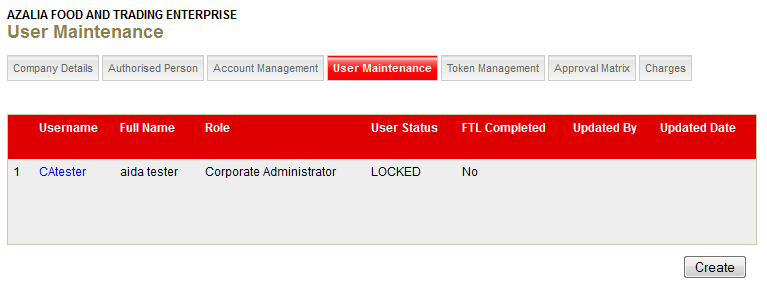 AZALIA FOOD AND TRADING ENTERPRISE
User Maintenance
Company Details Authorised Person Account Management User Maintenance Token Management Approval Matrix Charges
Username Full Name Role User Status FTL Completed Updated By Updated Date
1 CAtester aida tester Corporate Administrator LOCKED No
Create